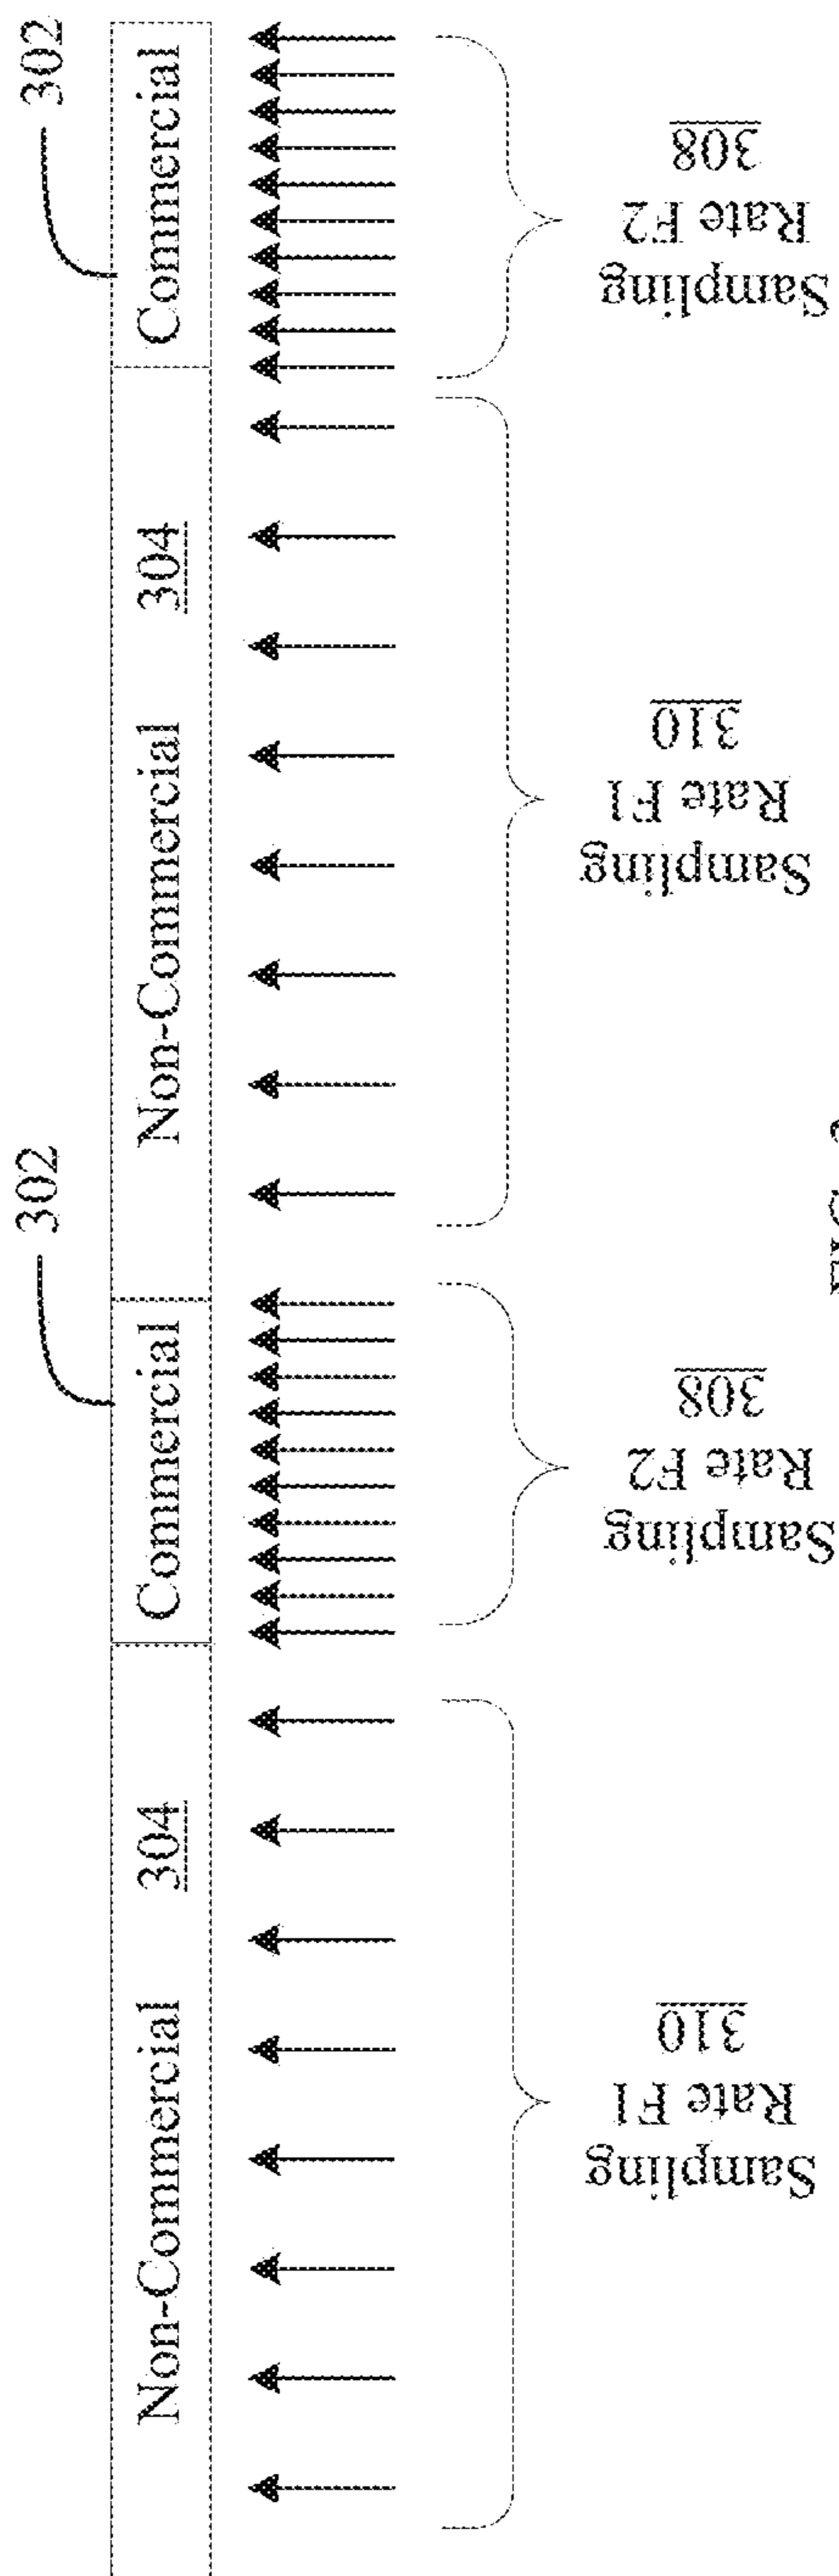 Non-Commercial 304
Commercial
302
Non-Commercial 304
Commercial
302
Sampling
Rate F1
310
Sampling
Rate F2
308
Sampling
Rate F1
310
Sampling
Rate F2
308